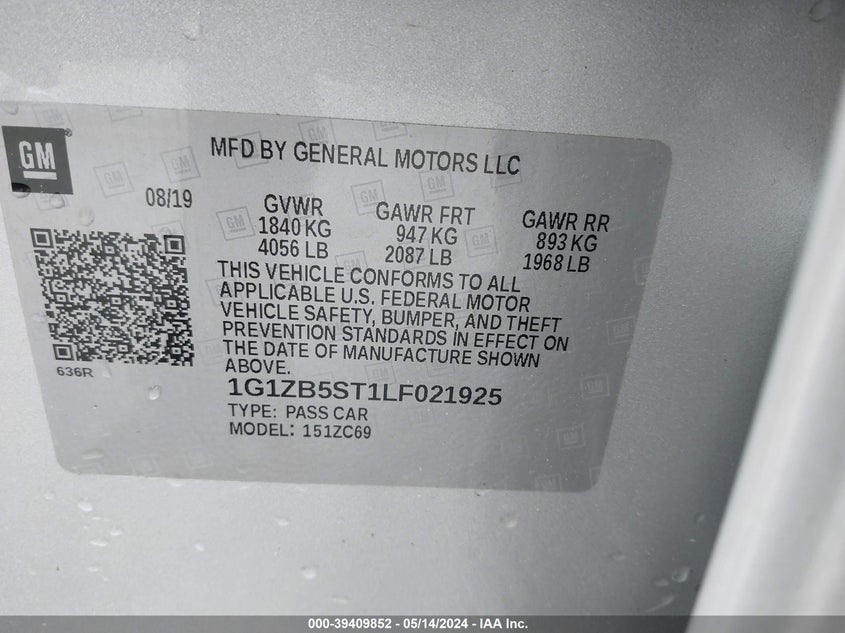 GM
MFD BY GENERAL MOTORS LLC
08/19
GVWR
1840 KG
4056 LB
GAWR FRT
947 KG
2087 LB
GAWR RR
893 KG
1968 LB
THIS VEHICLE CONFORMS TO ALL
APPLICABLE U.S. FEDERAL MOTOR
VEHICLE SAFETY, BUMPER, AND THEFT
PREVENTION STANDARDS IN EFFECT ON
THE DATE OF MANUFACTURE SHOWN
ABOVE.
636R
1G1ZB5ST1LF021925
TYPE: PASS CAR
MODEL: 151ZC69
000-39409852 - 05/14/2024 - IAA Inc.